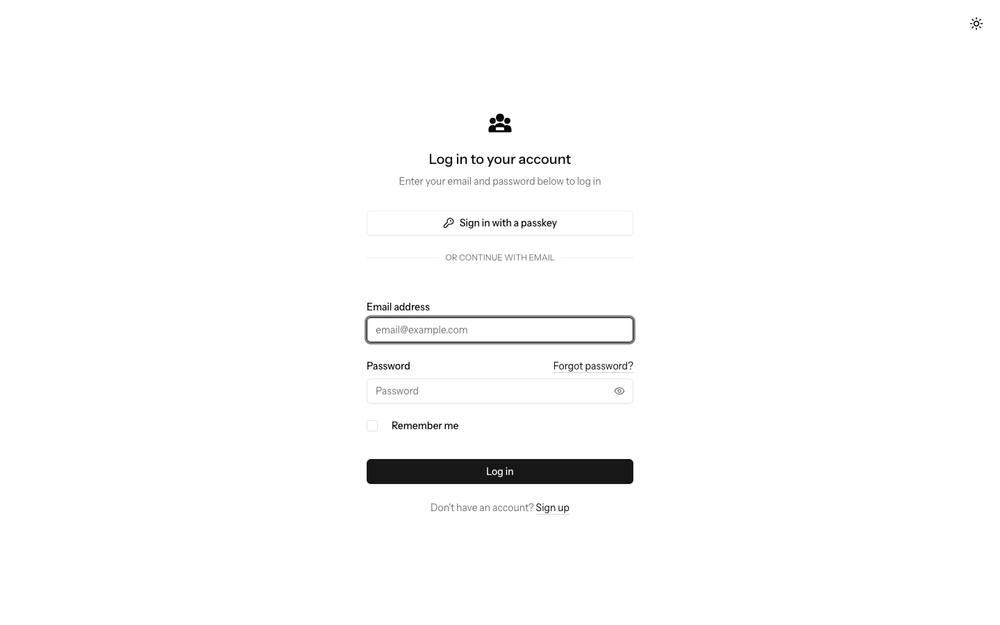 Log in to your account
Enter your email and password below to log in
Sign in with a passkey
OR CONTINUE WITH EMAIL
Email address
email@example.com
Password Forgot password?
Password
Remember me
Log in
Don't have an account? Sign up